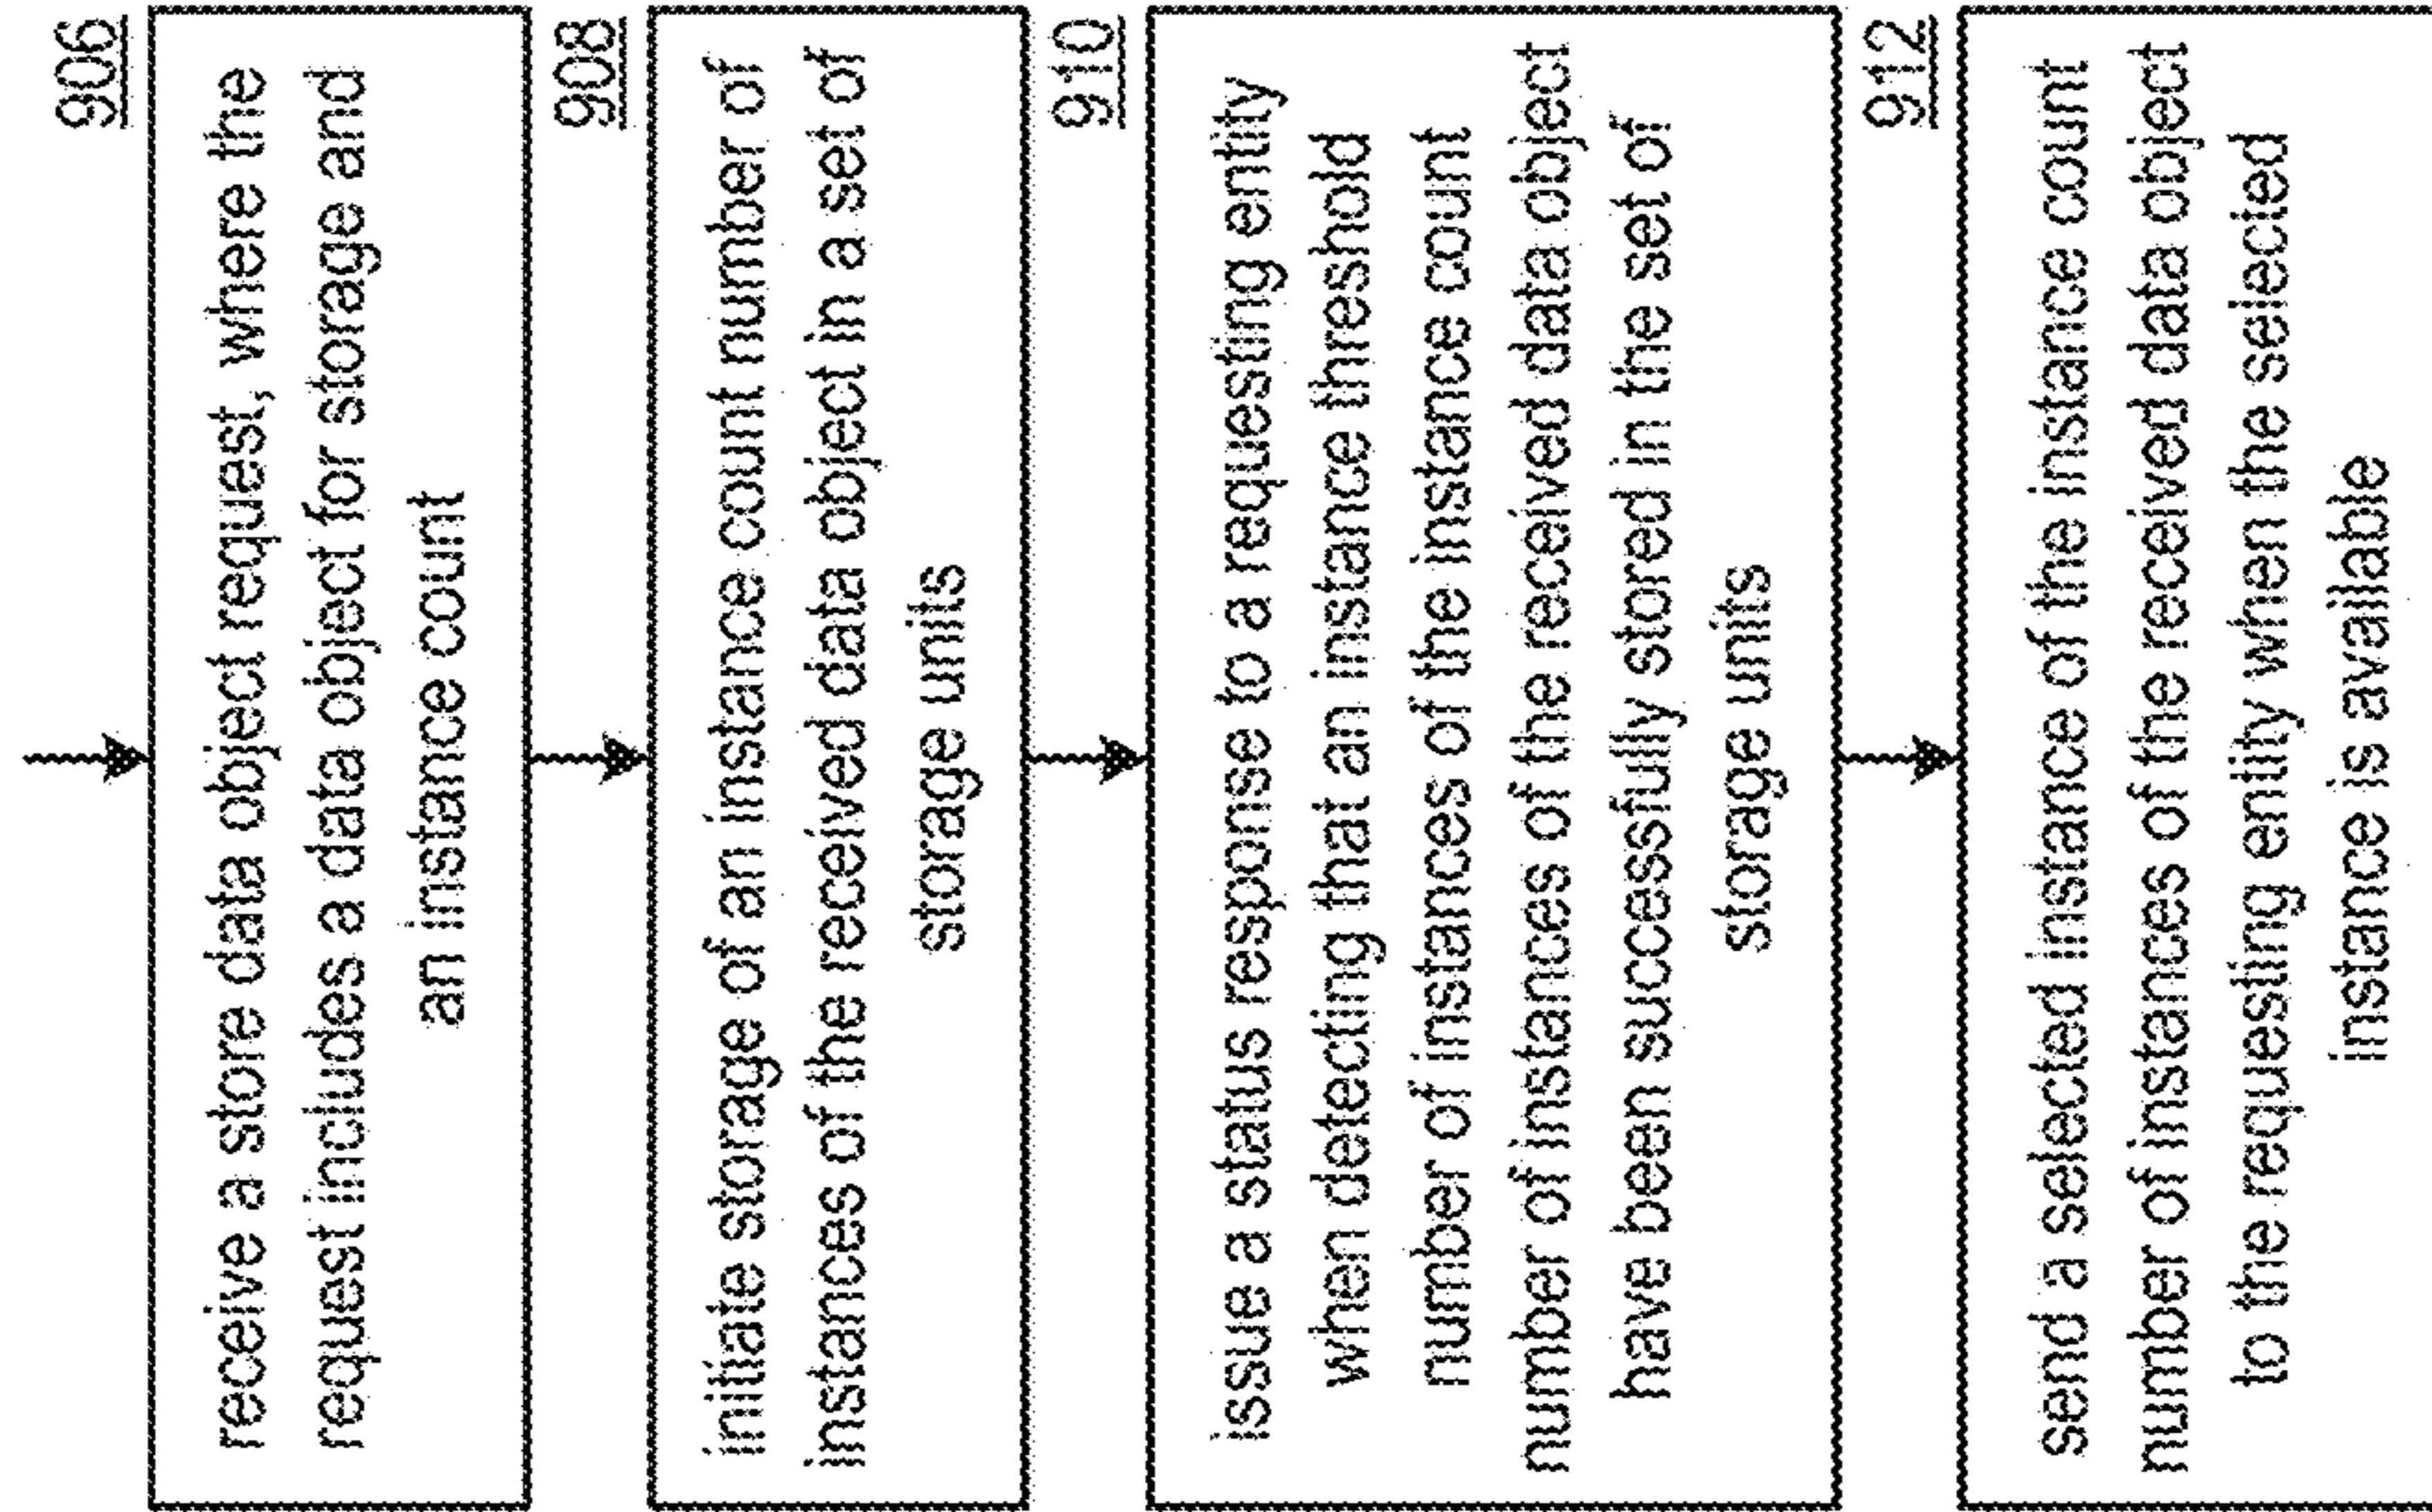 906
receive a store data object request, where the
request includes a data object for storage and
an instance count
908
initiate storage of an instance count number of
instances of the received data object in a set of
storage units
910
issue a status response to a requesting entity
when detecting that an instance threshold
number of instances of the instance count
number of instances of the received data object
have been successfully stored in the set of
storage units
912
send a selected instance of the instance count
number of instances of the received data object
to the requesting entity when the selected
instance is available